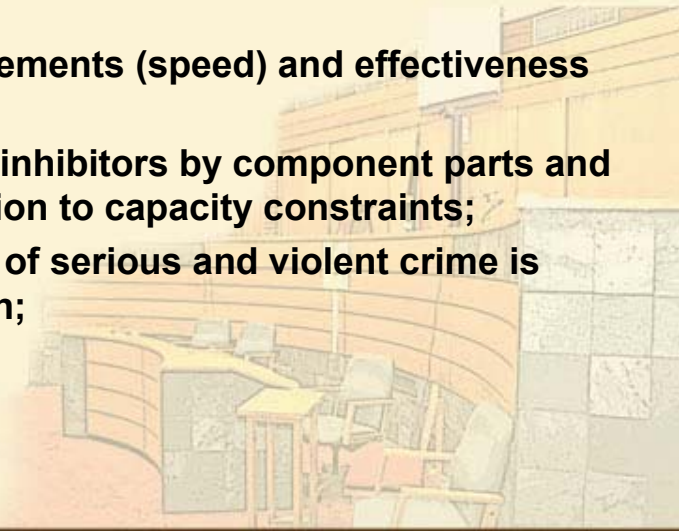 ements (speed) and effectiveness
inhibitors by component parts and
ion to capacity constraints;
of serious and violent crime is
n;